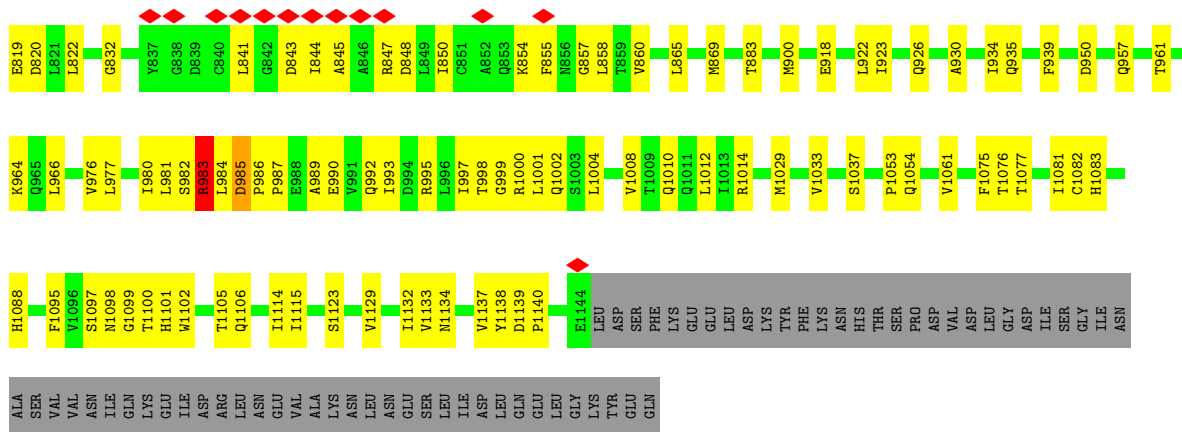 E819 D820 L821 L822 G832 Y837 G838 D839 C840 L841 G842 D843 I844 A845 A846 R847 D848 L849 I850 C851 A852 Q853 K854 F855 N856 G857 L858 T859 V860 L865 M869 T883 M900 E918 L922 I923 Q926 A930 I934 Q935 F939 D950 Q957 T961
K964 Q965 L966 V976 L977 I980 L981 S982 R983 L984 D985 P986 P987 E988 A989 E990 V991 Q992 I993 D994 R995 L996 I997 T998 G999 R1000 L1001 Q1002 S1003 L1004 V1008 T1009 Q1010 Q1011 L1012 I1013 R1014 M1029 V1033 S1037 P1053 Q1054 V1061 F1075 T1076 T1077 I1081 C1082 H1083
H1088 F1095 V1096 S1097 N1098 G1099 T1100 H1101 W1102 T1105 Q1106 I1114 I1115 S1123 V1129 I1132 V1133 N1134 V1137 Y1138 D1139 P1140 E1144 LEU ASP SER PHE LYS GLU GLU LEU ASP LYS TYR PHE LYS ASN HIS THR SER PRO ASP VAL ASP LEU GLY ASP ILE SER GLY ILE ASN
ALA SER VAL VAL ASN ILE GLN LYS GLU ILE ASP ARG LEU ASN GLU VAL ALA LYS ASN LEU ASN GLU SER LEU ILE ASP LEU GLN GLU LEU GLY LYS TYR GLU GLN